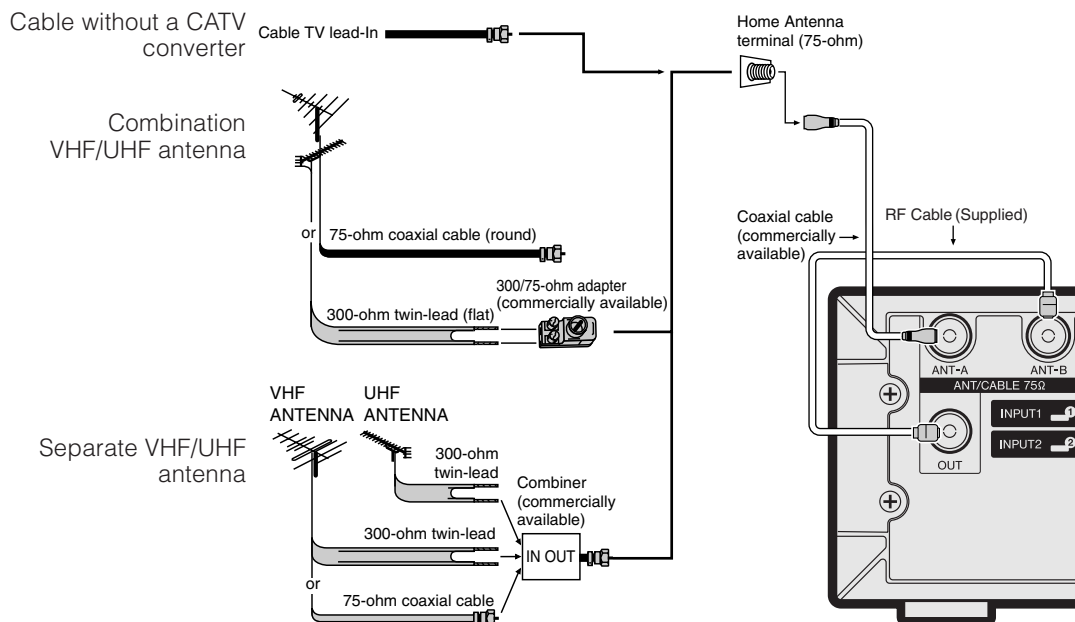 Cable without a CATV
converter
Cable TV lead-In
Home Antenna
terminal (75-ohm)
Combination
VHF/UHF antenna
or
75-ohm coaxial cable (round)
300/75-ohm adapter
(commercially available)
300-ohm twin-lead (flat)
Coaxial cable
(commercially
available)
RF Cable (Supplied)
ANT-A
ANT-B
ANT/CABLE 75Ω
INPUT1 1
INPUT2 2
OUT
Separate VHF/UHF
antenna
VHF
ANTENNA
UHF
ANTENNA
300-ohm
twin-lead
Combiner
(commercially
available)
300-ohm twin-lead
IN OUT
or
75-ohm coaxial cable